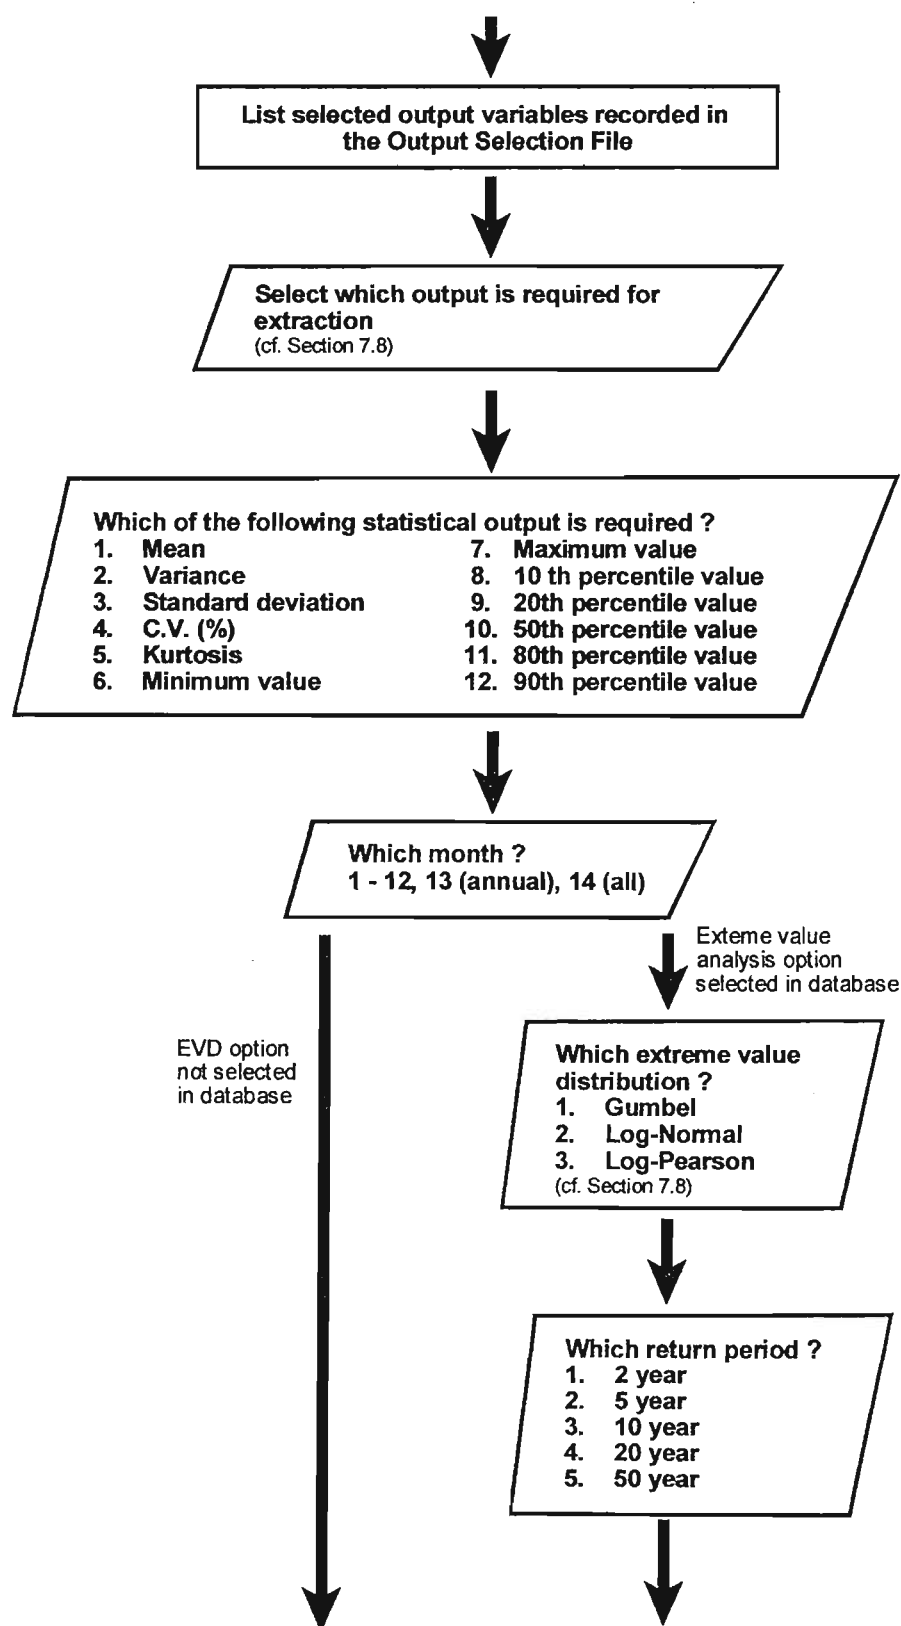 List selected output variables recorded in
the Output Selection File
Select which output is required for
extraction
(cf. Section 7.8)
Which of the following statistical output is required ?
1. Mean
2. Variance
3. Standard deviation
4. C.V. (%)
5. Kurtosis
6. Minimum value
7. Maximum value
8. 10 th percentile value
9. 20th percentile value
10. 50th percentile value
11. 80th percentile value
12. 90th percentile value
Which month ?
1 - 12, 13 (annual), 14 (all)
Exteme value
analysis option
selected in database
EVD option
not selected
in database
Which extreme value
distribution ?
1. Gumbel
2. Log-Normal
3. Log-Pearson
(cf. Section 7.8)
Which return period ?
1. 2 year
2. 5 year
3. 10 year
4. 20 year
5. 50 year